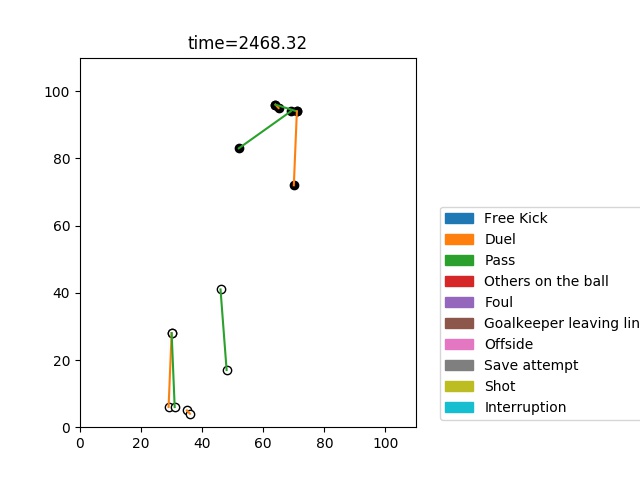 time=2468.32
100
80
60
40
20
0
0 20 40 60 80 100
Free Kick
Duel
Pass
Others on the ball
Foul
Goalkeeper leaving lin
Offside
Save attempt
Shot
Interruption